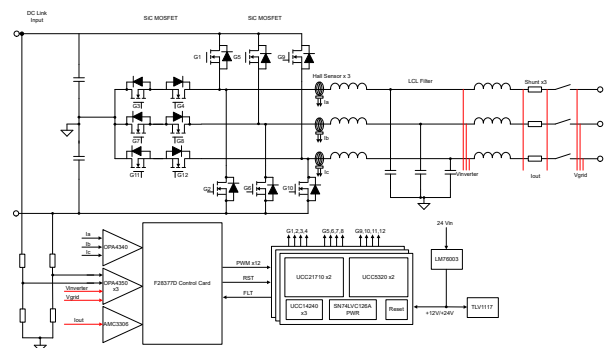 DC Link
Input
SiC MOSFET
SiC MOSFET
G1
G5
G9
Hall Sensor x 3
LCL Filter
Shunt x3
G3
G4
Ia
G7
G8
Ib
G11
G12
Ic
G2
G6
G10
Vinverter
Iout
Vgrid
Ia
Ib
Ic
OPA4340
OPA4350
x3
Vinverter
Vgrid
Iout
AMC3306
F28377D Control Card
PWM x12
RST
FLT
G1,2,3,4
G5,6,7,8
G9,10,11,12
UCC21710 x2
UCC5320 x2
UCC14240
x3
SN74LVC126A
PWR
Reset
24 Vin
LM76003
+12V/+24V
TLV1117